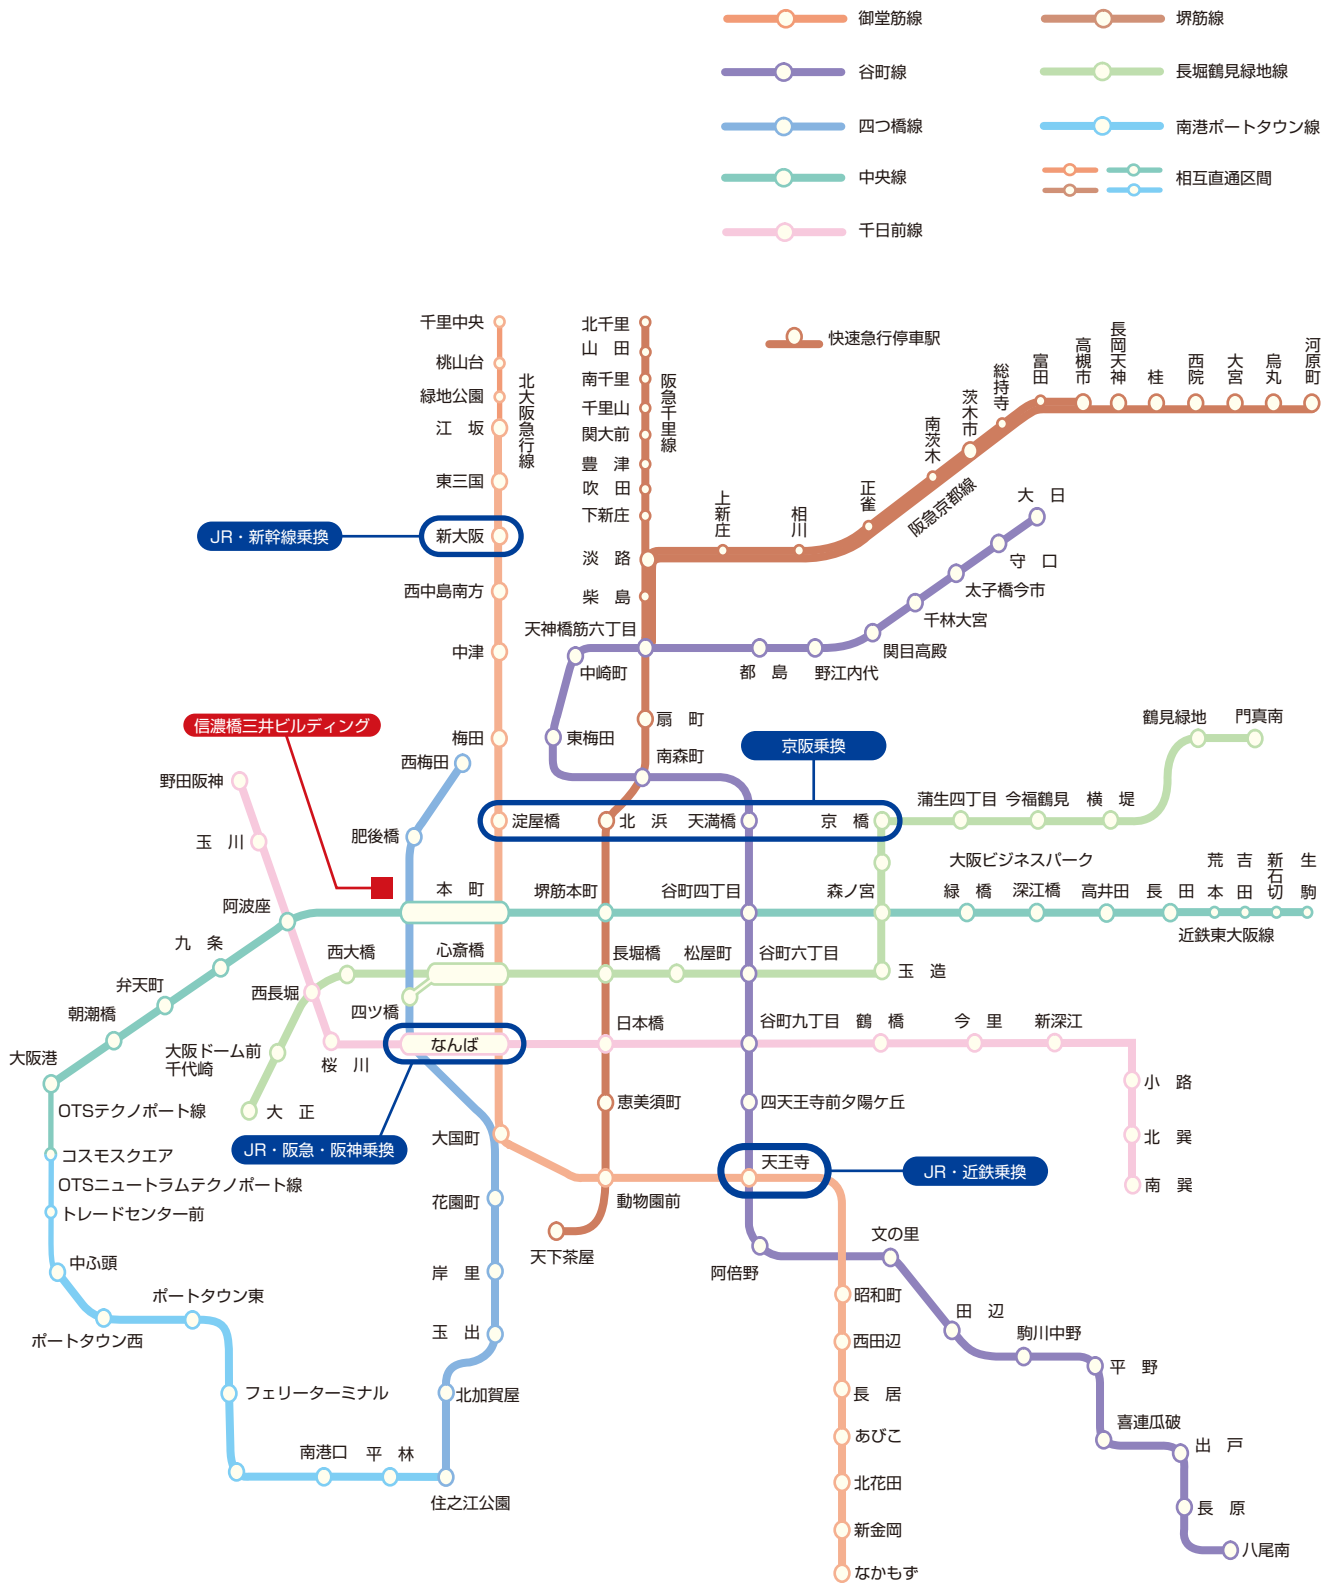 御堂筋線
堺筋線
谷町線
長堀鶴見緑地線
四つ橋線
南港ポートタウン線
中央線
相互直通区間
千日前線
千里中央
桃山台
緑地公園
江　坂
北大阪急行線
東三国
新大阪
JR・新幹線乗換
西中島南方
中津
梅田
北千里
山　田
南千里
千里山
関大前
豊　津
吹　田
下新庄
阪急千里線
淡　路
柴　島
快速急行停車駅
上新庄
相川
正雀
南茨木
茨木市
総持寺
富田
高槻市
長岡天神
桂
西院
大宮
烏丸
河原町
阪急京都線
大　日
守　口
太子橋今市
千林大宮
関目高殿
野江内代
都　島
天神橋筋六丁目
中崎町
扇　町
東梅田
南森町
京阪乗換
鶴見緑地
門真南
信濃橋三井ビルディング
野田阪神
西梅田
玉　川
肥後橋
淀屋橋
北　浜
天満橋
京　橋
蒲生四丁目
今福鶴見
横　堤
大阪ビジネスパーク
阿波座
本　町
堺筋本町
谷町四丁目
森ノ宮
緑　橋
深江橋
高井田
長　田
荒本
吉田
新石切
生駒
近鉄東大阪線
九　条
西大橋
心斎橋
長堀橋
松屋町
谷町六丁目
玉　造
弁天町
西長堀
四ツ橋
朝潮橋
大阪港
大阪ドーム前
千代崎
桜　川
なんば
日本橋
谷町九丁目
鶴　橋
今　里
新深江
小　路
北　巽
南　巽
OTSテクノポート線
大　正
恵美須町
四天王寺前夕陽ケ丘
大国町
JR・阪急・阪神乗換
コスモスクエア
OTSニュートラムテクノポート線
トレードセンター前
天王寺
JR・近鉄乗換
花園町
動物園前
天下茶屋
阿倍野
文の里
中ふ頭
ポートタウン東
ポートタウン西
岸　里
玉　出
北加賀屋
フェリーターミナル
南港口
平　林
住之江公園
昭和町
西田辺
長　居
あびこ
北花田
新金岡
なかもず
田　辺
駒川中野
平　野
喜連瓜破
出　戸
長　原
八尾南